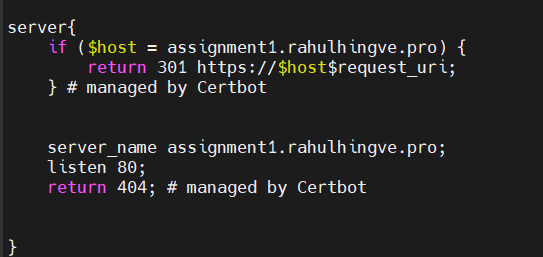 server{
    if ($host = assignment1.rahulhingve.pro) {
        return 301 https://$host$request_uri;
    } # managed by Certbot
    server_name assignment1.rahulhingve.pro;
    listen 80;
    return 404; # managed by Certbot
}